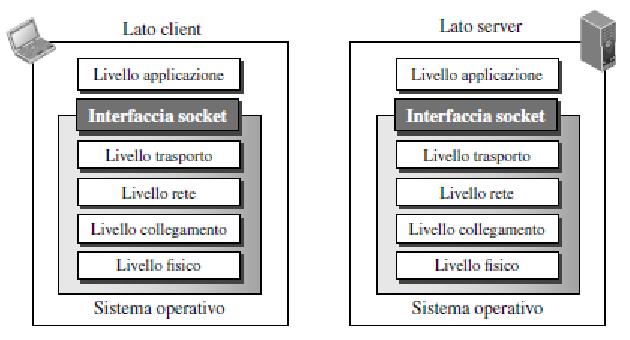 Lato client
Livello applicazione
Interfaccia socket
Livello trasporto
Livello rete
Livello collegamento
Livello fisico
Sistema operativo
Lato server
Livello applicazione
Interfaccia socket
Livello trasporto
Livello rete
Livello collegamento
Livello fisico
Sistema operativo